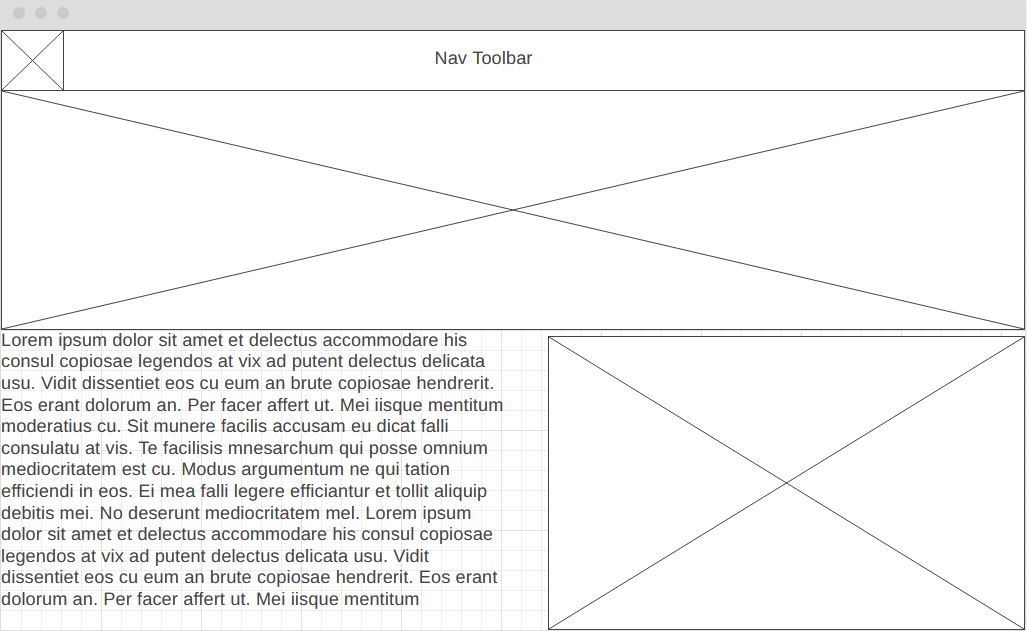 Nav Toolbar
Lorem ipsum dolor sit amet et delectus accommodare his
consul copiosae legendos at vix ad putent delectus delicata
usu. Vidit dissentiet eos cu eum an brute copiosae hendrerit.
Eos erant dolorum an. Per facer affert ut. Mei iisque mentitum
moderatius cu. Sit munere facilis accusam eu dicat falli
consulatu at vis. Te facilisis mnesarchum qui posse omnium
mediocritatem est cu. Modus argumentum ne qui tation
efficiendi in eos. Ei mea falli legere efficiantur et tollit aliquip
debitis mei. No deserunt mediocritatem mel. Lorem ipsum
dolor sit amet et delectus accommodare his consul copiosae
legendos at vix ad putent delectus delicata usu. Vidit
dissentiet eos cu eum an brute copiosae hendrerit. Eos erant
dolorum an. Per facer affert ut. Mei iisque mentitum